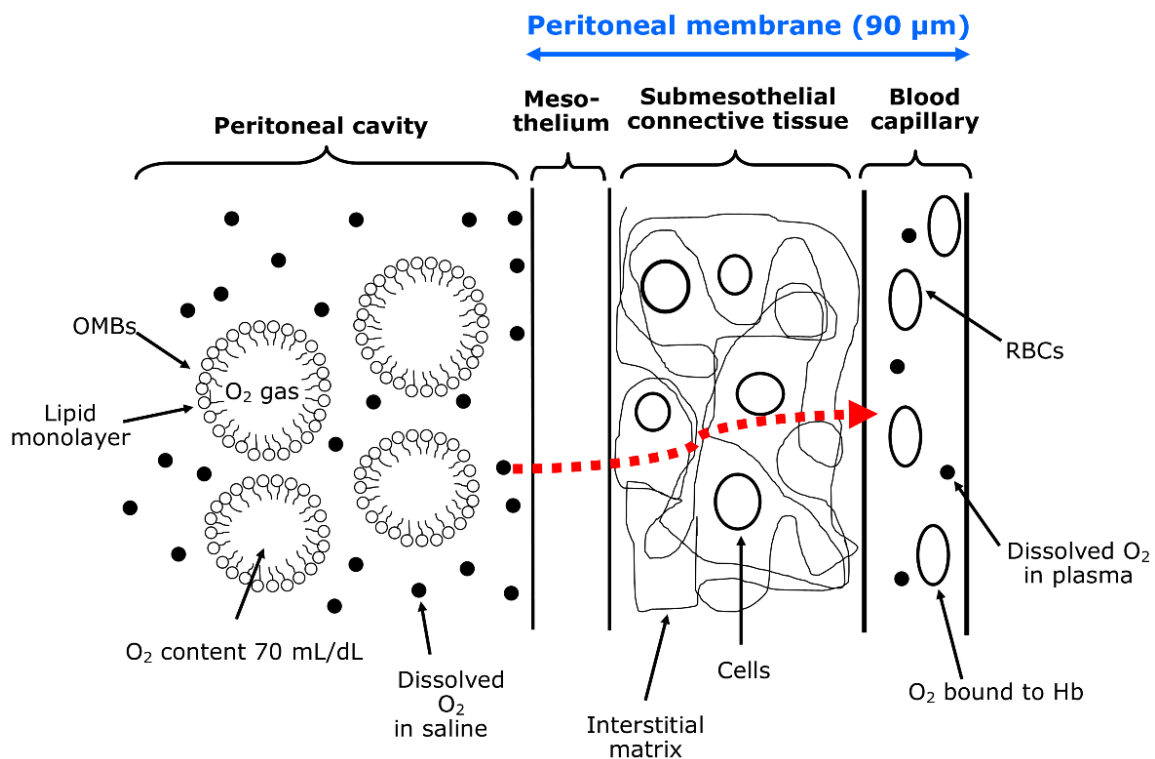 Peritoneal membrane (90 µm)
Peritoneal cavity
Meso-
thelium
Submesothelial
connective tissue
Blood
capillary
OMBs
O₂ gas
Lipid
monolayer
RBCs
O₂ content 70 mL/dL
Dissolved
O₂
in saline
Interstitial
matrix
Cells
Dissolved O₂
in plasma
O₂ bound to Hb